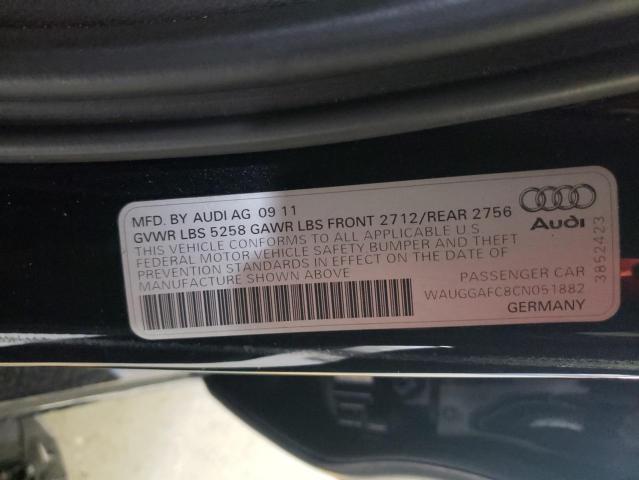 MFD. BY AUDI AG 09 11
GVWR LBS 5258 GAWR LBS FRONT 2712/REAR 2756
THIS VEHICLE CONFORMS TO ALL APPLICABLE U.S
FEDERAL MOTOR VEHICLE SAFETY BUMPER AND THEFT
PREVENTION STANDARDS IN EFFECT ON THE DATE OF
MANUFACTURE SHOWN ABOVE
Audi
PASSENGER CAR
WAUGGAFC8CN051882
GERMANY
3852423